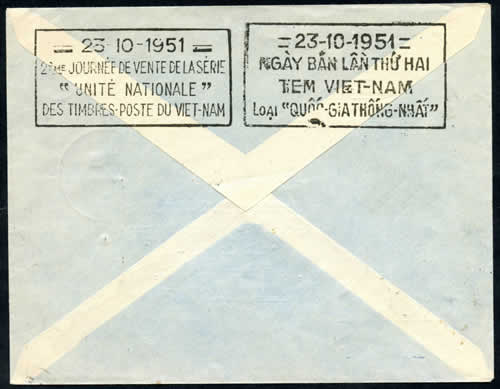 = 23-10-1951 =
2ème JOURNÉE DE VENTE DE LA SÉRIE
"UNITÉ NATIONALE"
DES TIMBRES-POSTE DU VIET-NAM
= 23-10-1951 =
NGÀY BÁN LẦN THỨ HAI
TEM VIỆT-NAM
LOẠI "QUỐC-GIA THỐNG-NHẤT"